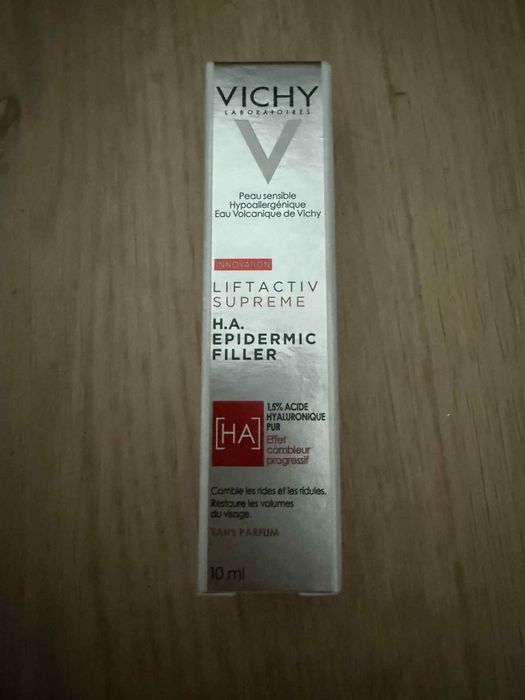 VICHY
LABORATOIRES
V
Peau sensible
Hypoallergénique
Eau Volcanique de Vichy
INNOVATION
LIFTACTIV
SUPREME
H.A.
EPIDERMIC
FILLER
[HA]
1,5% ACIDE
HYALURONIQUE
PUR
Effet
combleur
progressif
Comble les rides et les ridules.
Restaure les volumes
du visage.
SANS PARFUM
10 ml